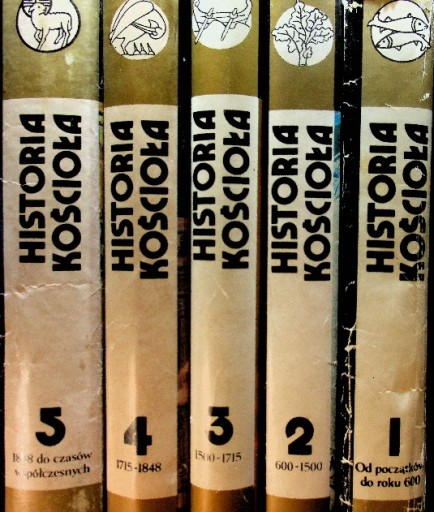 HISTORIA
KOŚCIOŁA
5
1848 do czasów
współczesnych
HISTORIA
KOŚCIOŁA
4
1715-1848
HISTORIA
KOŚCIOŁA
3
1500-1715
HISTORIA
KOŚCIOŁA
2
600-1500
HISTORIA
KOŚCIOŁA
1
Od początków
do roku 600